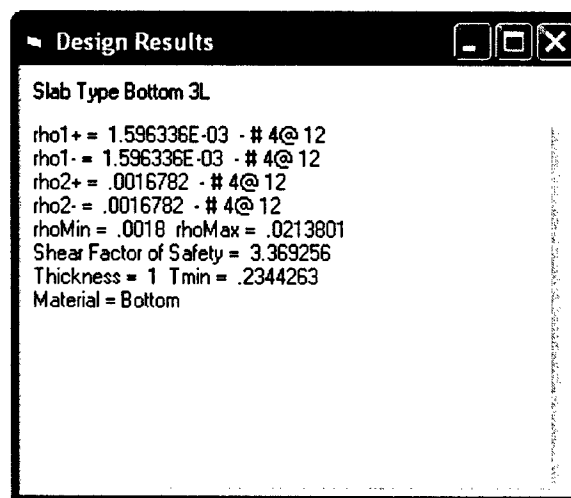 Design Results
Slab Type Bottom 3L
rho1+ = 1.596336E-03 - # 4@ 12
rho1- = 1.596336E-03 - # 4@ 12
rho2+ = .0016782 - # 4@ 12
rho2- = .0016782 - # 4@ 12
rhoMin = .0018 rhoMax = .0213801
Shear Factor of Safety = 3.369256
Thickness = 1 Tmin = .2344263
Material = Bottom